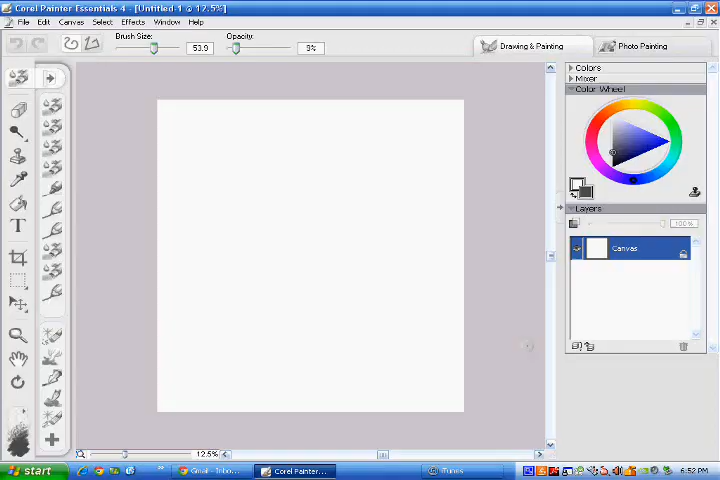 Corel Painter Essentials 4 - [Untitled-1 @ 12.5%]
File Edit Canvas Select Effects Window Help
Brush Size: 53.9 Opacity: 9%
Drawing & Painting
Photo Painting
Colors
Mixer
Color Wheel
Layers
100%
Canvas
T
12.5%
start
Gmail - Inbo...
Corel Painter...
iTunes
6:52 PM